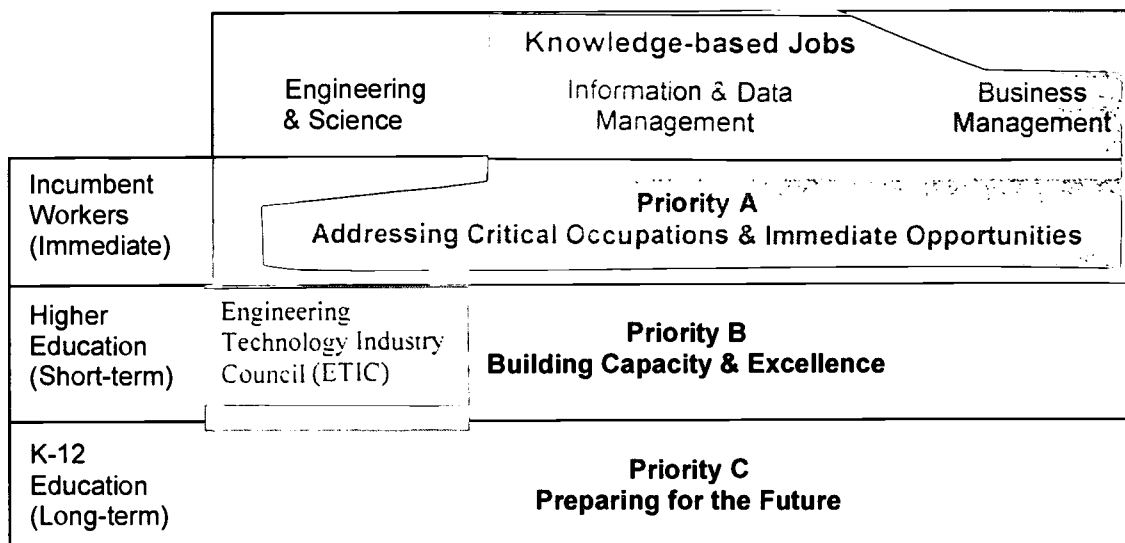 Knowledge-based Jobs
Engineering
& Science
Information & Data
Management
Business
Management
Incumbent
Workers
(Immediate)
Priority A
Addressing Critical Occupations & Immediate Opportunities
Higher
Education
(Short-term)
Engineering
Technology Industry
Council (ETIC)
Priority B
Building Capacity & Excellence
K-12
Education
(Long-term)
Priority C
Preparing for the Future